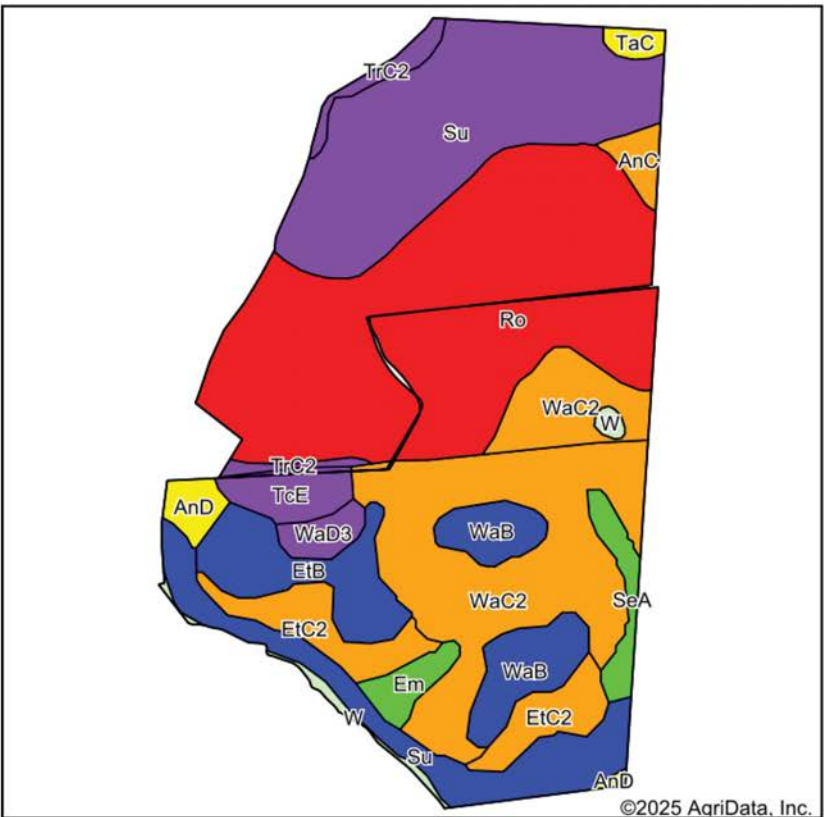 TaC
TrC2
Su
AnC
Ro
WaC2
W
TrC2
TcE
AnD
WaD3
WaB
EtB
WaC2
SeA
EtC2
WaB
Em
W
EtC2
Su
AnD
©2025 AgriData, Inc.